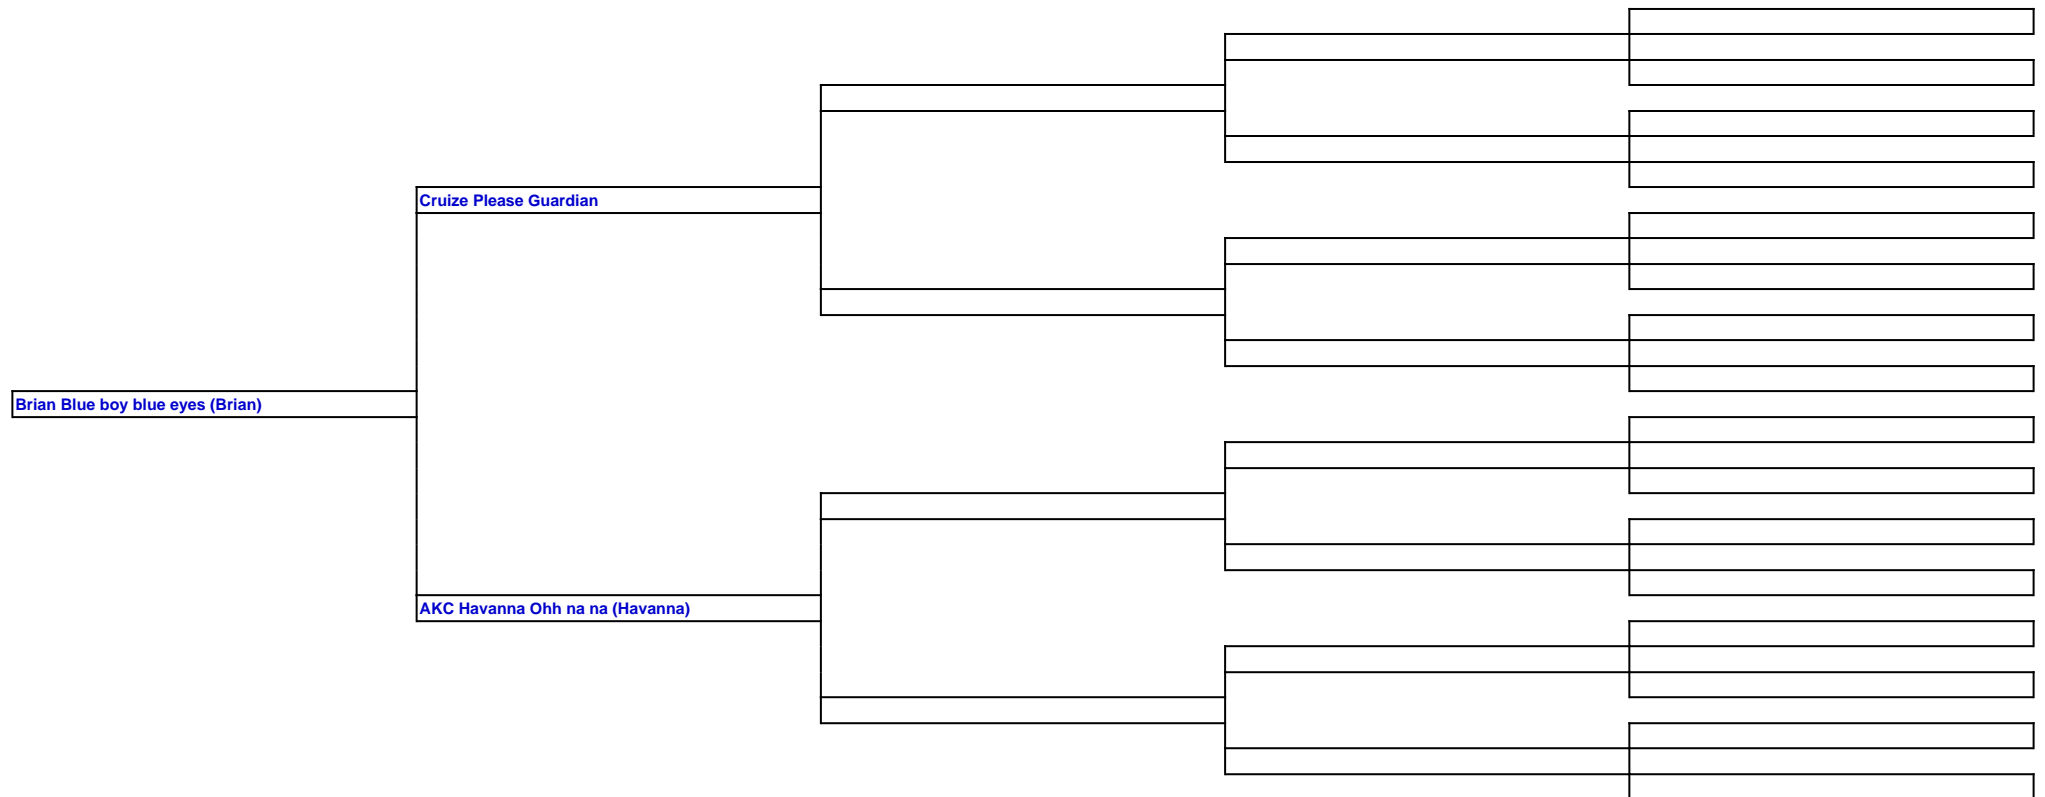 Cruize Please Guardian
Brian Blue boy blue eyes (Brian)
AKC Havanna Ohh na na (Havanna)